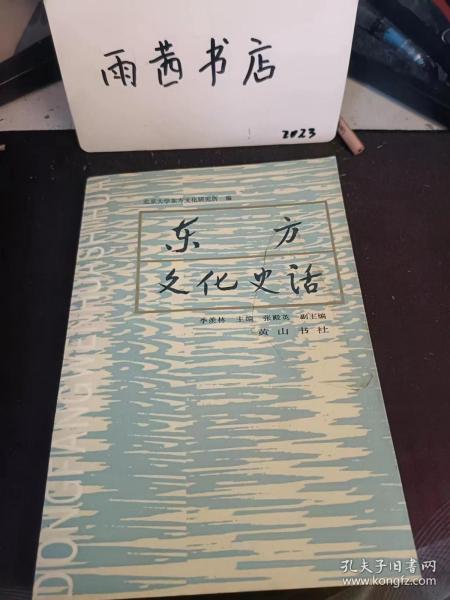 雨茜书店
2023
北京大学东方文化研究所 编
东方
文化史话
季羡林 主编 张殿英 副主编
黄山书社
DONGFANGWENHUASHIHUA
孔夫子旧书网
www.kongfz.com